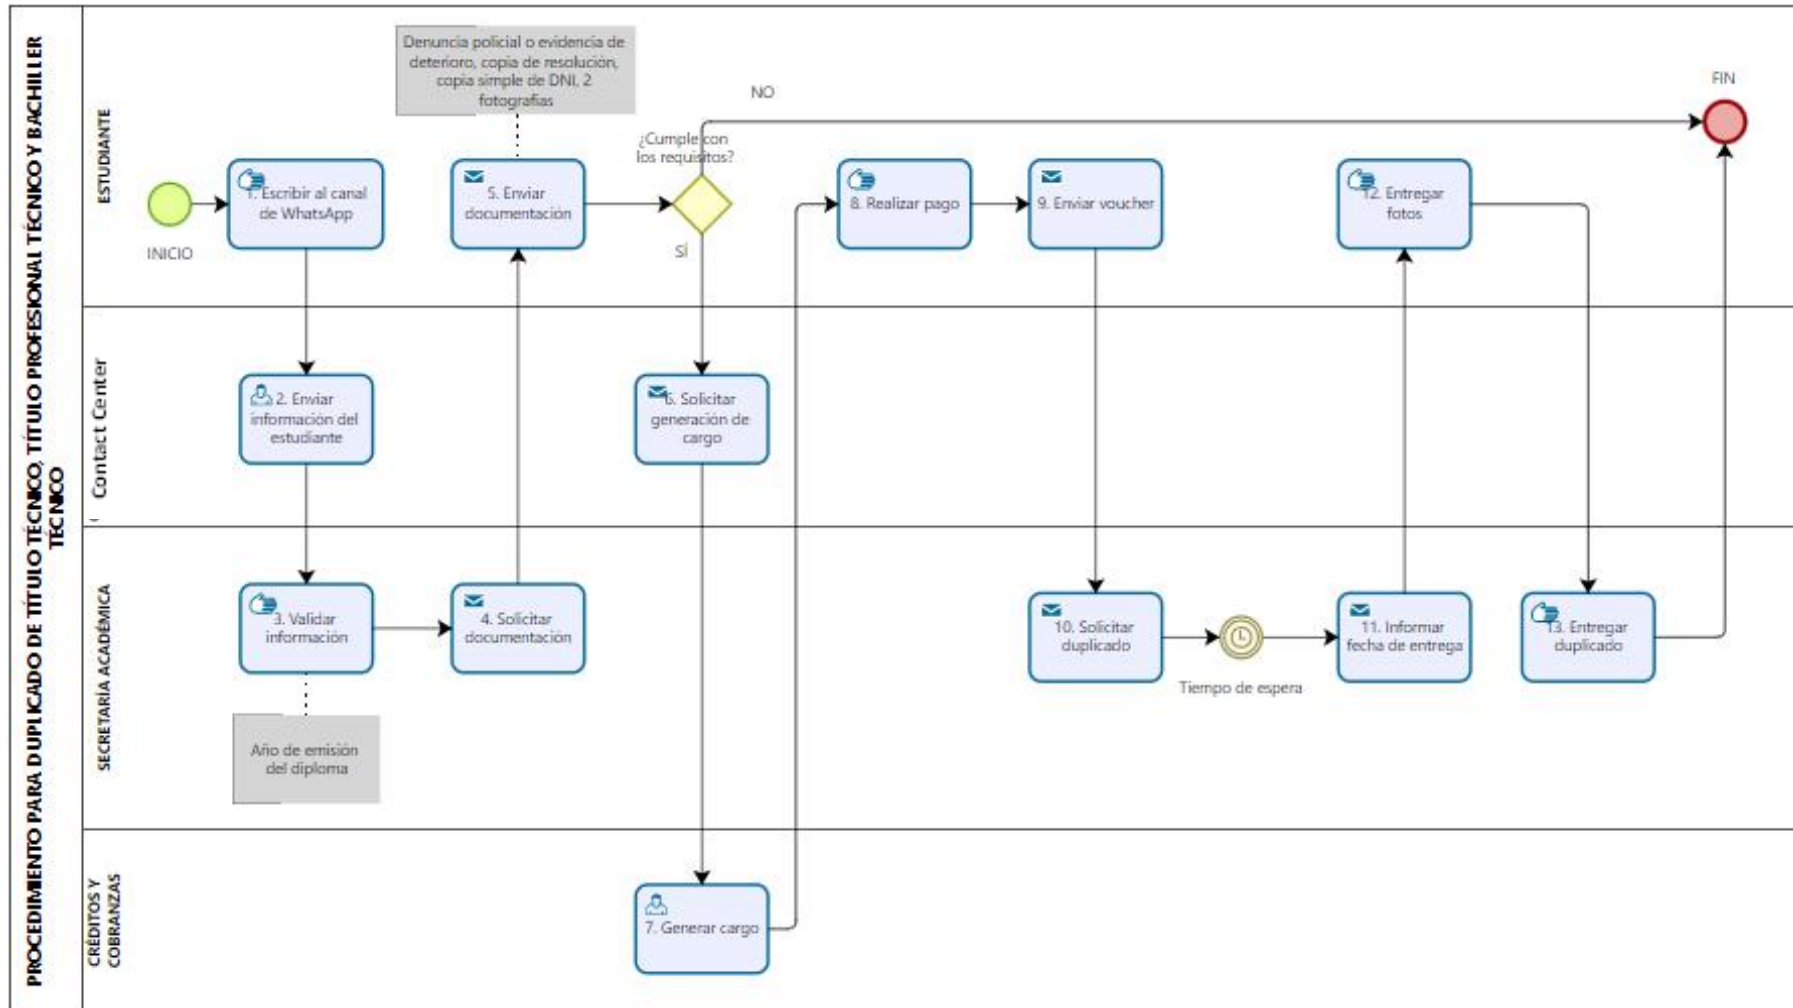 PROCEDIMIENTO PARA DUPLICADO DE TÍTULO TÉCNICO, TÍTULO PROFESIONAL TÉCNICO Y BACHILLER
TÉCNICO
ESTUDIANTE
Denuncia policial o evidencia de
deterioro, copia de resolución,
copia simple de DNI, 2
fotografias
NO
FIN
¿Cumple con
los requisitos?
INICIO
1. Escribir al canal
de WhatsApp
5. Enviar
documentación
SÍ
8. Realizar pago
9. Enviar voucher
12. Entregar
fotos
Contact Center
2. Enviar
información del
estudiante
6. Solicitar
generación de
cargo
SECRETARÍA ACADÉMICA
3. Validar
información
4. Solicitar
documentación
10. Solicitar
duplicado
Tiempo de espera
11. Informar
fecha de entrega
13. Entregar
duplicado
Año de emisión
del diploma
CRÉDITOS Y
COBRANZAS
7. Generar cargo